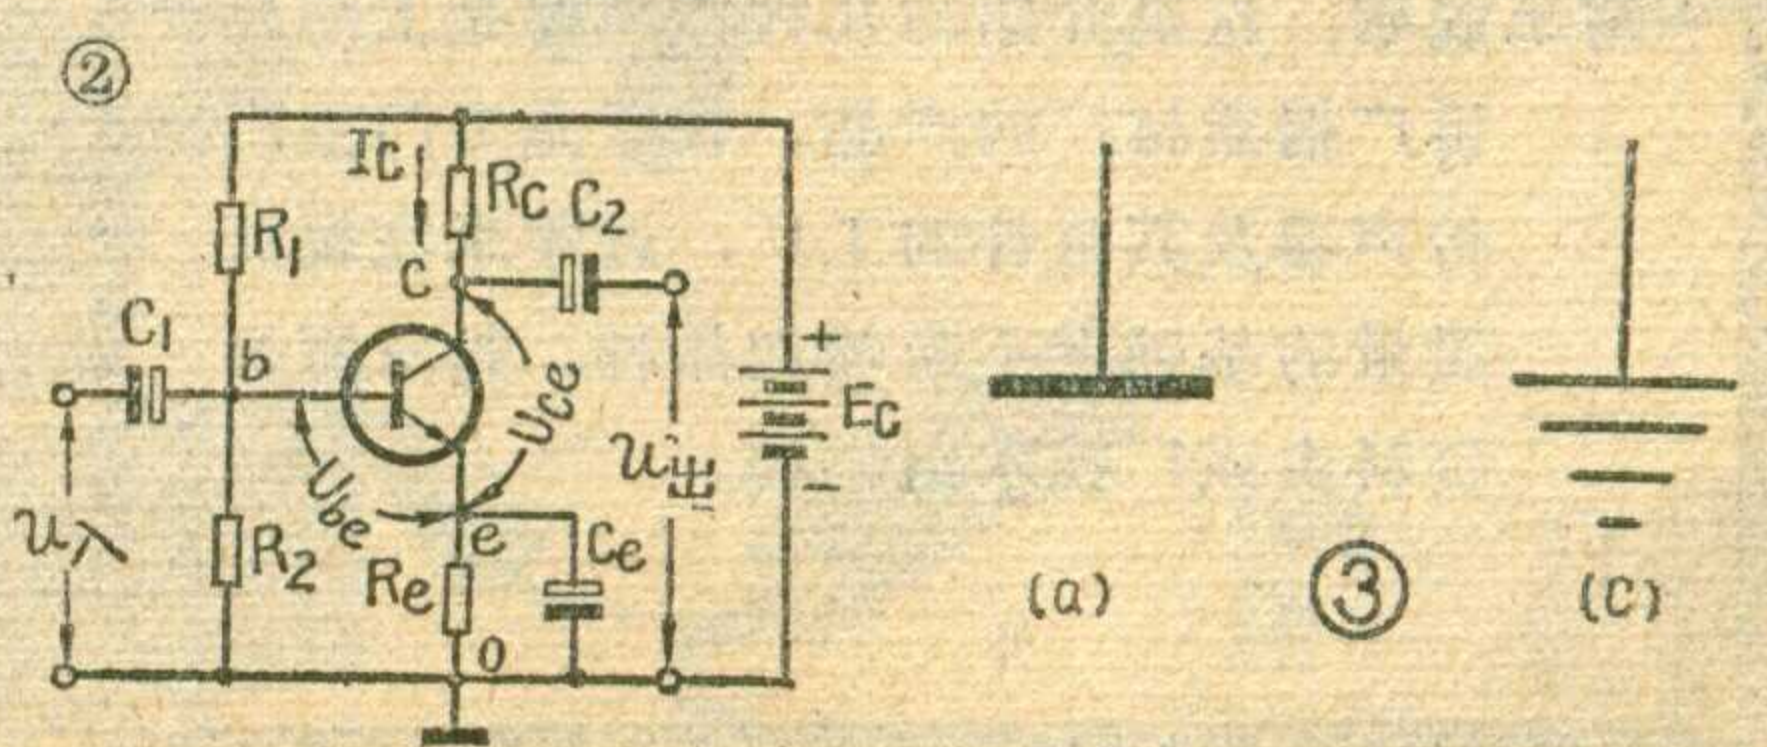 ②
Ic
Rc
C2
R1
c
C1
b
+
Uce
Ec
u出
−
Ube
u入
e
Ce
R2
Re
o
(a)
③
(c)